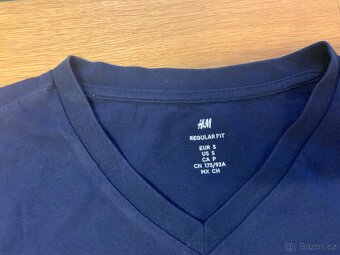 H&M
REGULAR FIT
EUR S
US S
CA P
CN 175/92A
MX CH
Bazos.cz